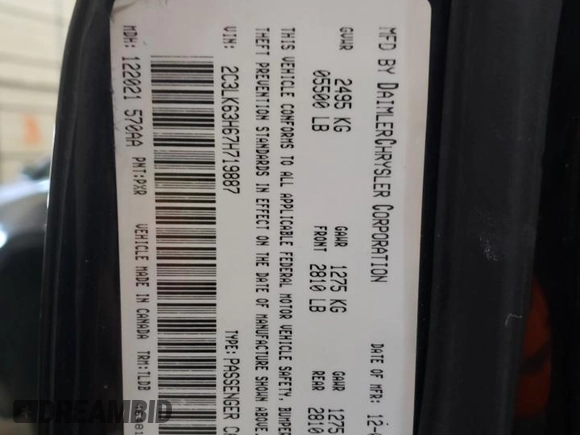 MFD BY DAIMLERCHRYSLER CORPORATION
DATE OF MFR: 12-
GVWR 2495 KG
05500 LB
GAWR FRONT 1275 KG
2810 LB
GAWR REAR 1275
2810
THIS VEHICLE CONFORMS TO ALL APPLICABLE FEDERAL MOTOR VEHICLE SAFETY, BUMPER
THEFT PREVENTION STANDARDS IN EFFECT ON THE DATE OF MANUFACTURE SHOWN ABOVE.
VIN: 2C3LK63H67H719887
TYPE: PASSENGER CA
MDH: 122021 570AA
PNT:PXR
VEHICLE MADE IN CANADA
TRM:TLDB
DREAMBID